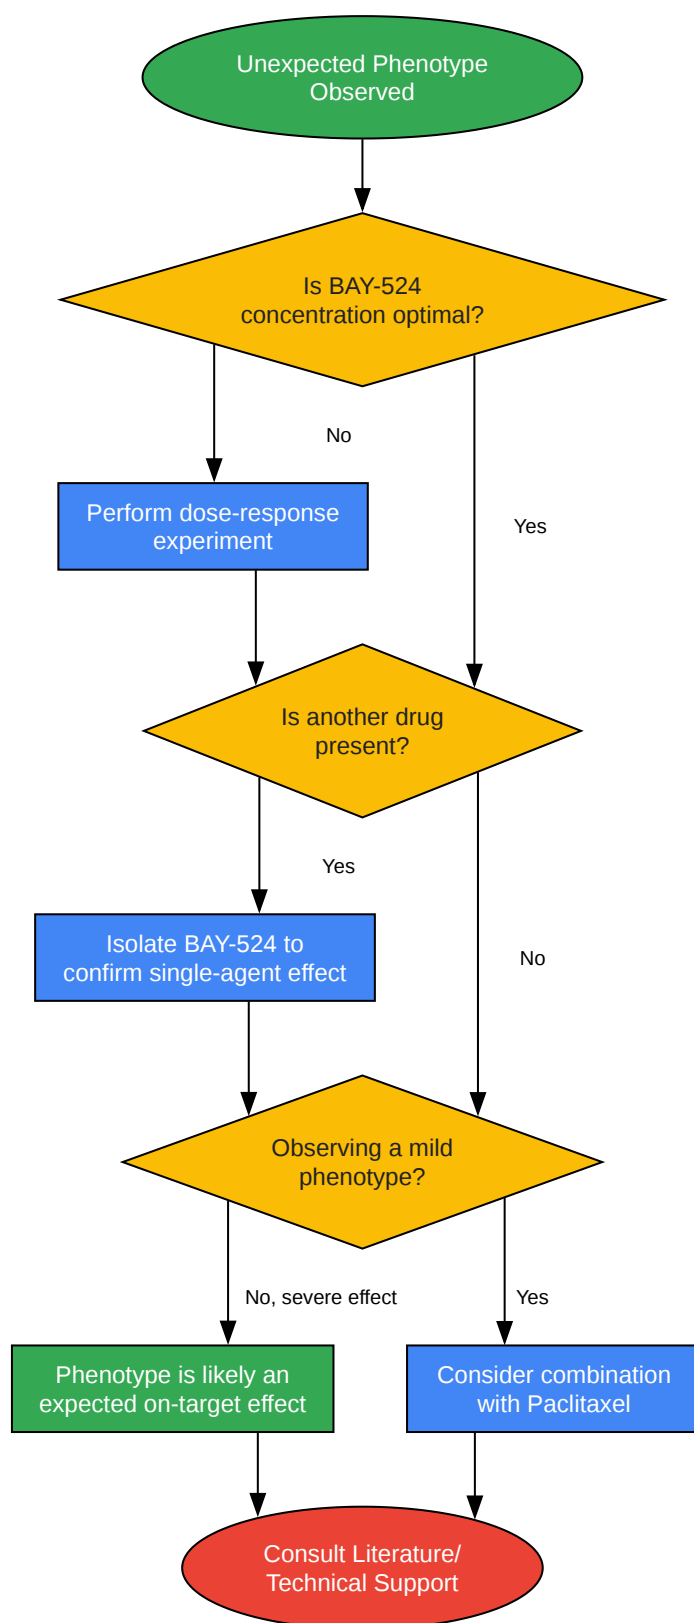 Unexpected Phenotype
Observed
Is BAY-524
concentration optimal?
No
Perform dose-response
experiment
Yes
Is another drug
present?
Yes
Isolate BAY-524 to
confirm single-agent effect
No
Observing a mild
phenotype?
No, severe effect
Yes
Phenotype is likely an
expected on-target effect
Consider combination
with Paclitaxel
Consult Literature/
Technical Support